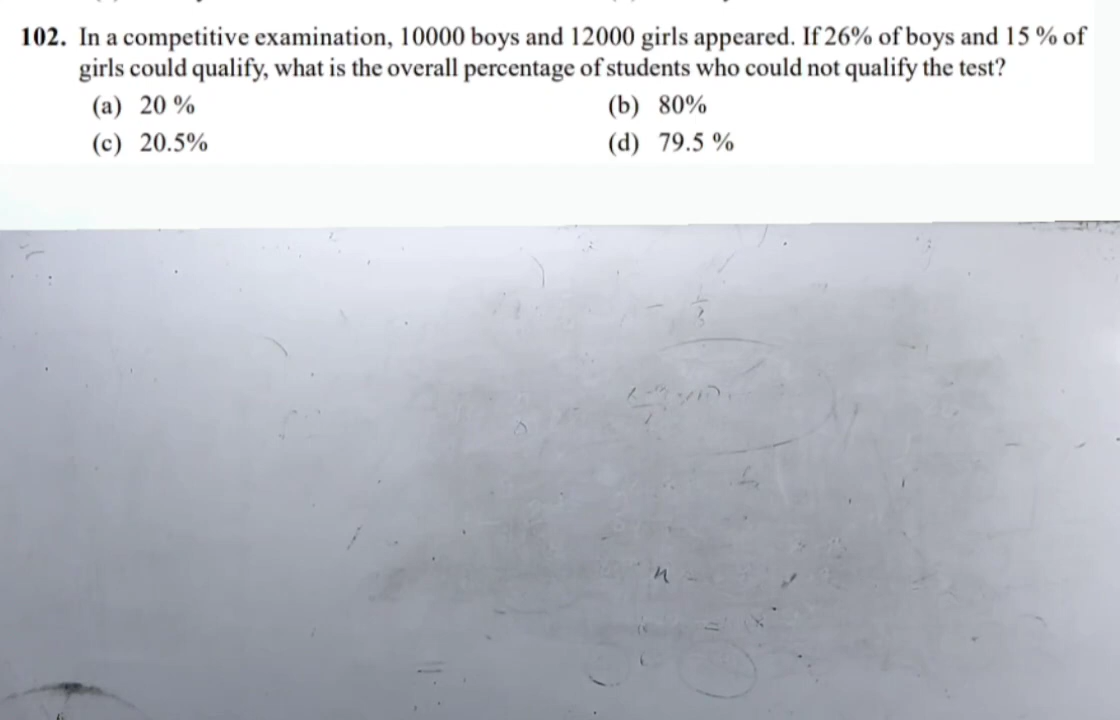 102. In a competitive examination, 10000 boys and 12000 girls appeared. If 26% of boys and 15 % of
girls could qualify, what is the overall percentage of students who could not qualify the test?
(a) 20 % (b) 80%
(c) 20.5% (d) 79.5 %